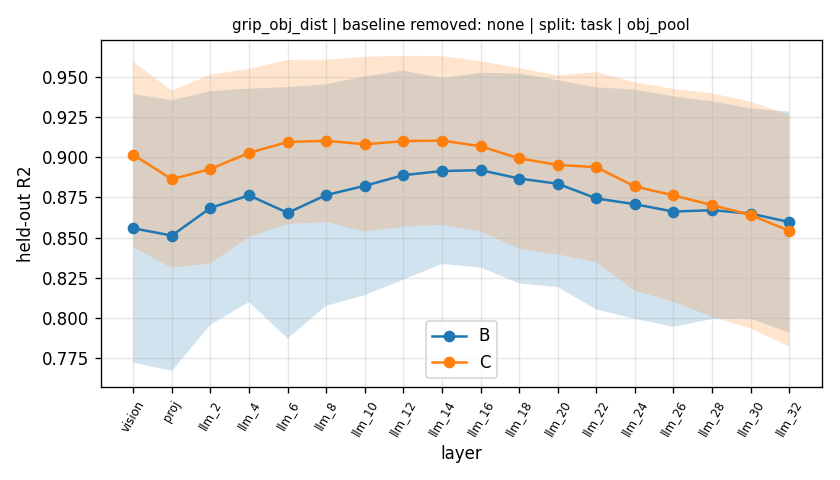 grip_obj_dist | baseline removed: none | split: task | obj_pool
held-out R2
0.950
0.925
0.900
0.875
0.850
0.825
0.800
0.775
B
C
vision
proj
llm_2
llm_4
llm_6
llm_8
llm_10
llm_12
llm_14
llm_16
llm_18
llm_20
llm_22
llm_24
llm_26
llm_28
llm_30
llm_32
layer